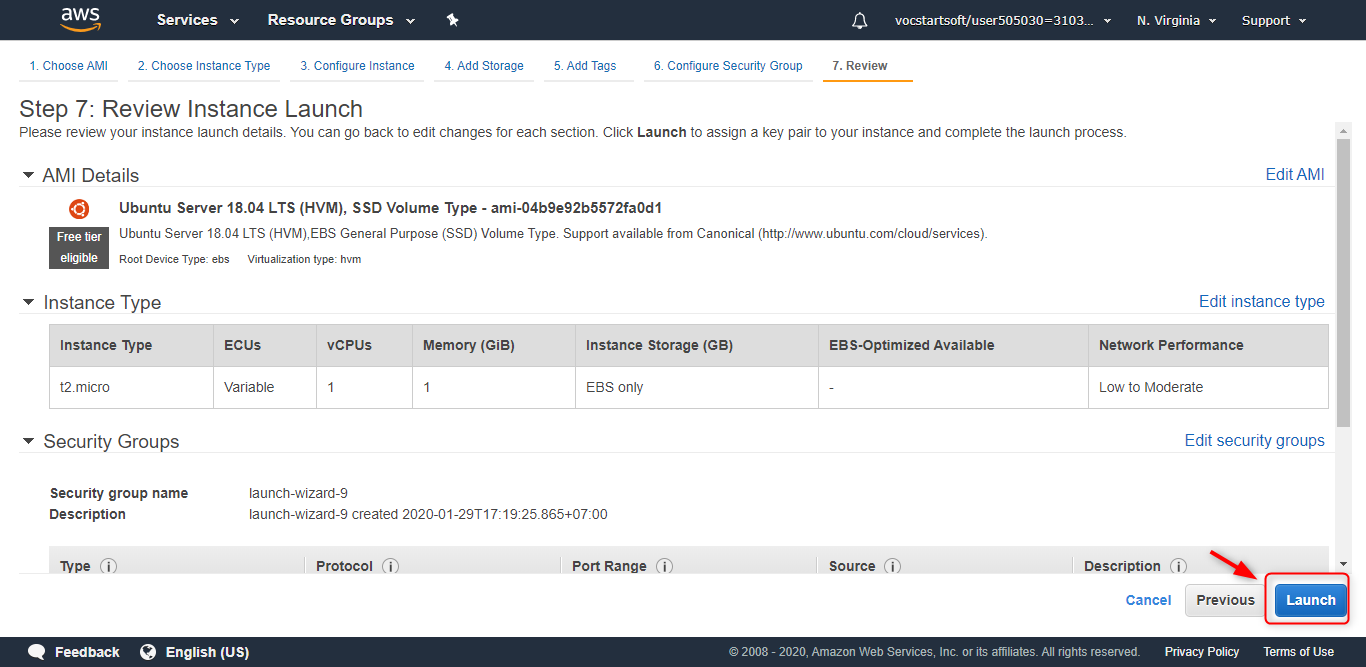 aws Services Resource Groups vocstartsoft/user505030=3103... N. Virginia Support
1. Choose AMI 2. Choose Instance Type 3. Configure Instance 4. Add Storage 5. Add Tags 6. Configure Security Group 7. Review
Step 7: Review Instance Launch
Please review your instance launch details. You can go back to edit changes for each section. Click Launch to assign a key pair to your instance and complete the launch process.
AMI Details Edit AMI
Ubuntu Server 18.04 LTS (HVM), SSD Volume Type - ami-04b9e92b5572fa0d1
Free tier eligible
Ubuntu Server 18.04 LTS (HVM),EBS General Purpose (SSD) Volume Type. Support available from Canonical (http://www.ubuntu.com/cloud/services).
Root Device Type: ebs Virtualization type: hvm
Instance Type Edit instance type
Instance Type ECUs vCPUs Memory (GiB) Instance Storage (GB) EBS-Optimized Available Network Performance
t2.micro Variable 1 1 EBS only - Low to Moderate
Security Groups Edit security groups
Security group name launch-wizard-9
Description launch-wizard-9 created 2020-01-29T17:19:25.865+07:00
Type i Protocol i Port Range i Source i Description i
Cancel Previous Launch
Feedback English (US) © 2008 - 2020, Amazon Web Services, Inc. or its affiliates. All rights reserved. Privacy Policy Terms of Use